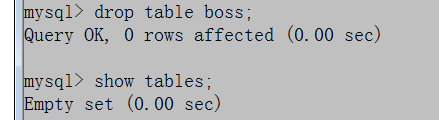 mysql> drop table boss;
Query OK, 0 rows affected (0.00 sec)
mysql> show tables;
Empty set (0.00 sec)